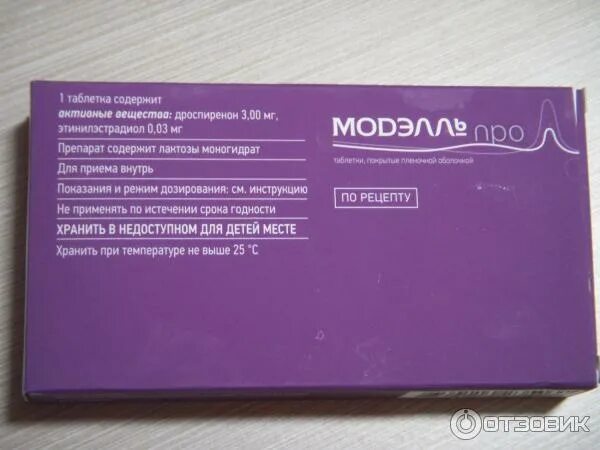 1 таблетка содержит
активные вещества: дроспиренон 3,00 мг,
этинилэстрадиол 0,03 мг
Препарат содержит лактозы моногидрат
Для приема внутрь
Показания и режим дозирования: см. инструкцию
Не применять по истечении срока годности
ХРАНИТЬ В НЕДОСТУПНОМ ДЛЯ ДЕТЕЙ МЕСТЕ
Хранить при температуре не выше 25 °C
МОDЭЛЛЬ про
таблетки, покрытые пленочной оболочкой
ПО РЕЦЕПТУ
ОТЗОВИК